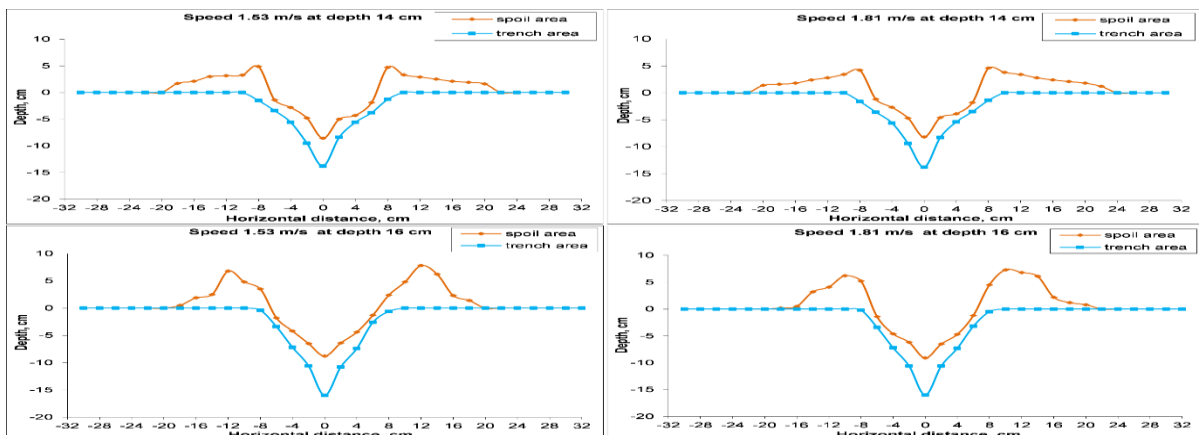 Speed 1.53 m/s at depth 14 cm
spoil area
trench area
Depth, cm
10
5
0
-5
-10
-15
-20
-32 -28 -24 -20 -16 -12 -8 -4 0 4 8 12 16 20 24 28 32
Horizontal distance, cm
Speed 1.81 m/s at depth 14 cm
spoil area
trench area
Depth, cm
10
5
0
-5
-10
-15
-20
-32 -28 -24 -20 -16 -12 -8 -4 0 4 8 12 16 20 24 28 32
Horizontal distance, cm
Speed 1.53 m/s at depth 16 cm
spoil area
trench area
Depth, cm
10
5
0
-5
-10
-15
-20
-32 -28 -24 -20 -16 -12 -8 -4 0 4 8 12 16 20 24 28 32
Horizontal distance, cm
Speed 1.81 m/s at depth 16 cm
spoil area
trench area
Depth, cm
10
5
0
-5
-10
-15
-20
-32 -28 -24 -20 -16 -12 -8 -4 0 4 8 12 16 20 24 28 32
Horizontal distance, cm